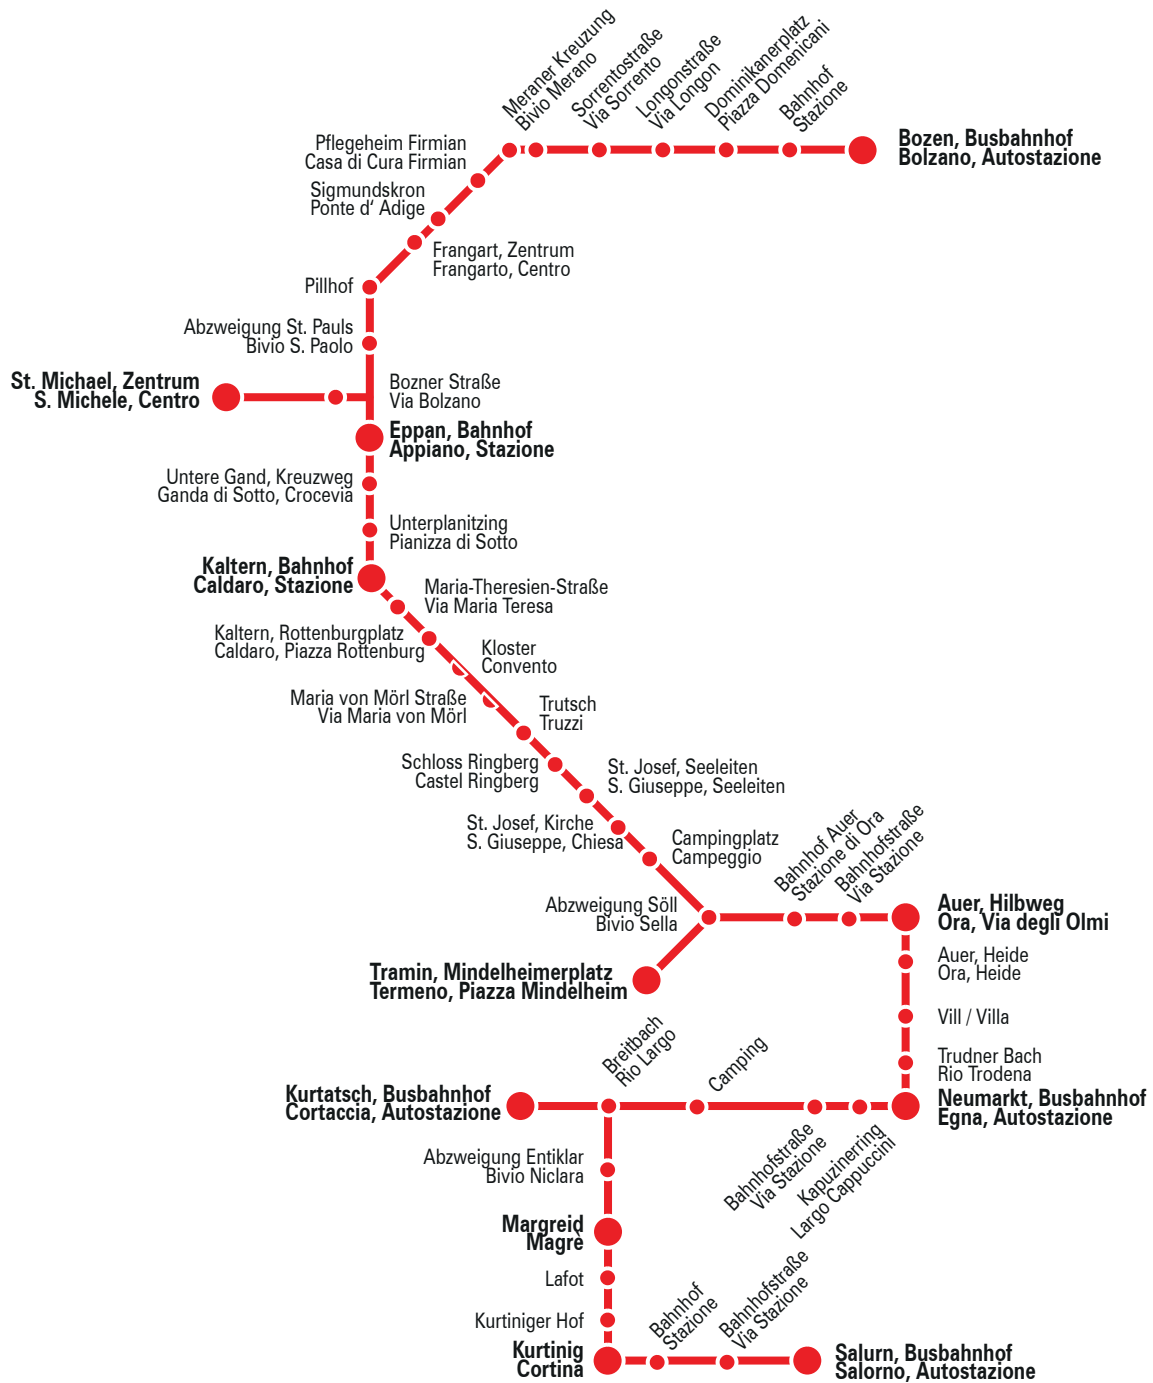 Meraner Kreuzung
Bivio Merano
Sorrentostraße
Via Sorrento
Longonstraße
Via Longon
Dominikanerplatz
Piazza Domenicani
Bahnhof
Stazione
Bozen, Busbahnhof
Bolzano, Autostazione
Pflegeheim Firmian
Casa di Cura Firmian
Sigmundskron
Ponte d‘ Adige
Frangart, Zentrum
Frangarto, Centro
Pillhof
Abzweigung St. Pauls
Bivio S. Paolo
St. Michael, Zentrum
S. Michele, Centro
Bozner Straße
Via Bolzano
Eppan, Bahnhof
Appiano, Stazione
Untere Gand, Kreuzweg
Ganda di Sotto, Crocevia
Unterplanitzing
Pianizza di Sotto
Kaltern, Bahnhof
Caldaro, Stazione
Maria-Theresien-Straße
Via Maria Teresa
Kaltern, Rottenburgplatz
Caldaro, Piazza Rottenburg
Kloster
Convento
Maria von Mörl Straße
Via Maria von Mörl
Trutsch
Truzzi
Schloss Ringberg
Castel Ringberg
St. Josef, Seeleiten
S. Giuseppe, Seeleiten
St. Josef, Kirche
S. Giuseppe, Chiesa
Campingplatz
Campeggio
Abzweigung Söll
Bivio Sella
Bahnhof Auer
Stazione di Ora
Bahnhofstraße
Via Stazione
Auer, Hilbweg
Ora, Via degli Olmi
Tramin, Mindelheimerplatz
Termeno, Piazza Mindelheim
Auer, Heide
Ora, Heide
Vill / Villa
Trudner Bach
Rio Trodena
Neumarkt, Busbahnhof
Egna, Autostazione
Kapuzinerring
Largo Cappuccini
Bahnhofstraße
Via Stazione
Camping
Breitbach
Rio Largo
Kurtatsch, Busbahnhof
Cortaccia, Autostazione
Abzweigung Entiklar
Bivio Niclara
Margreid
Magrè
Lafot
Kurtiniger Hof
Kurtinig
Cortina
Bahnhof
Stazione
Bahnhofstraße
Via Stazione
Salurn, Busbahnhof
Salorno, Autostazione